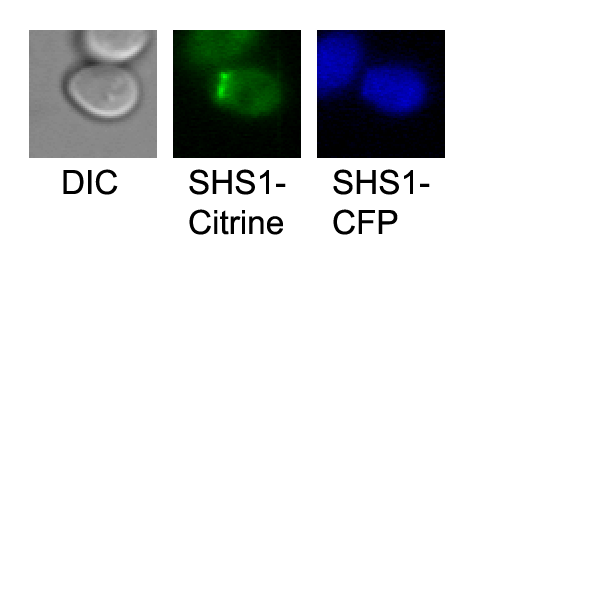 DIC
SHS1-
Citrine
SHS1-
CFP